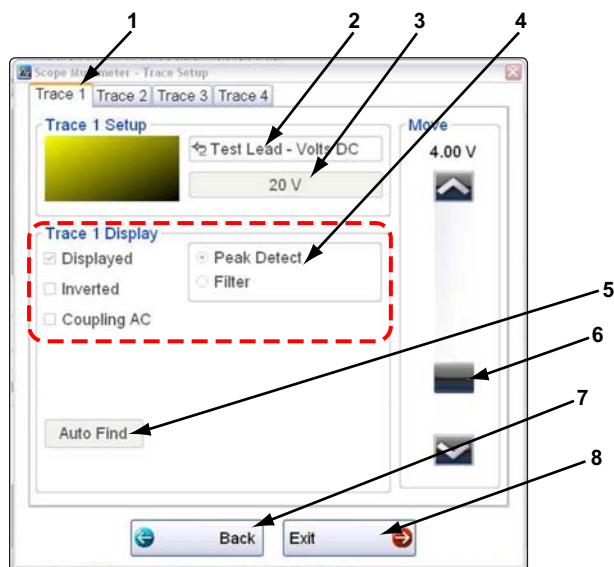 1
2
3
4
Scope Multimeter - Trace Setup
Trace 1 Trace 2 Trace 3 Trace 4
Trace 1 Setup
Move
Test Lead - Volts DC
4.00 V
20 V
Trace 1 Display
Displayed
Peak Detect
Inverted
Filter
Coupling AC
5
6
7
Auto Find
8
Back
Exit